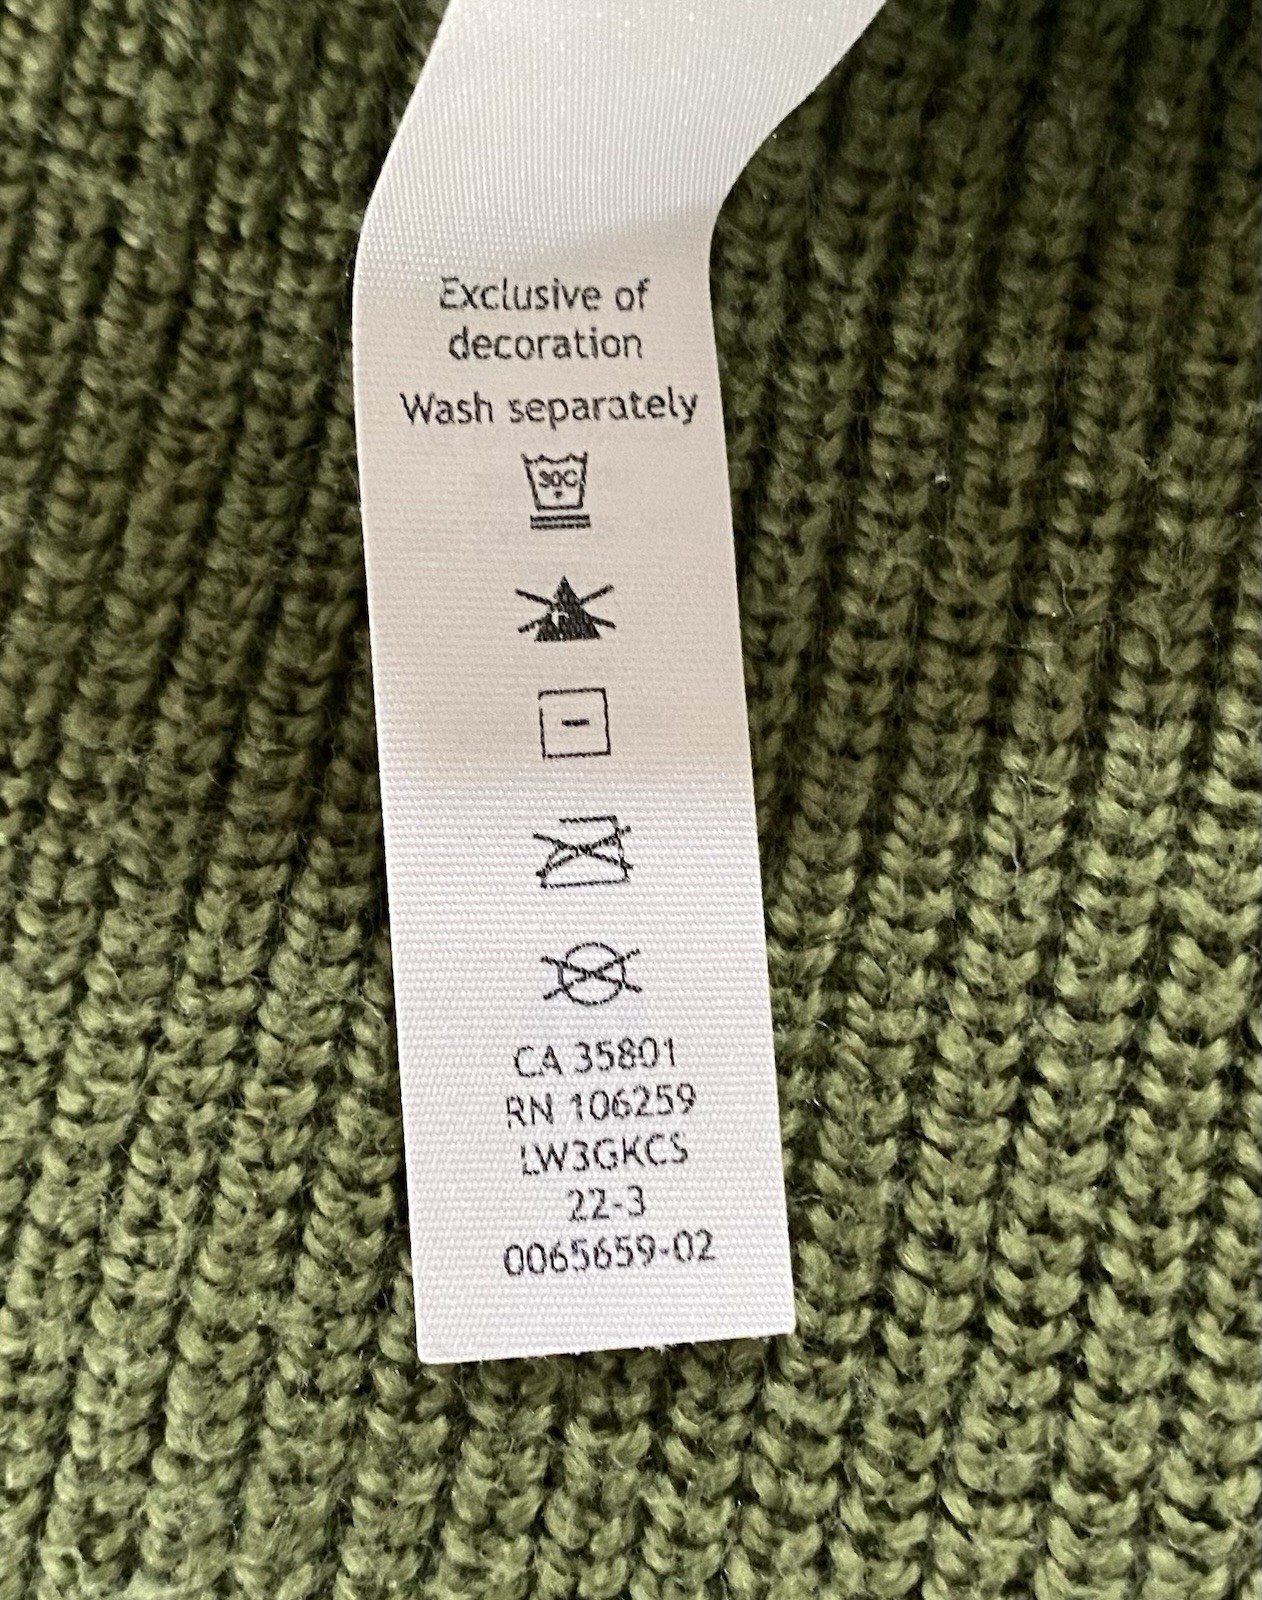 Exclusive of
decoration
Wash separately
30C
CA 35801
RN 106259
LW3GKCS
22-3
0065659-02